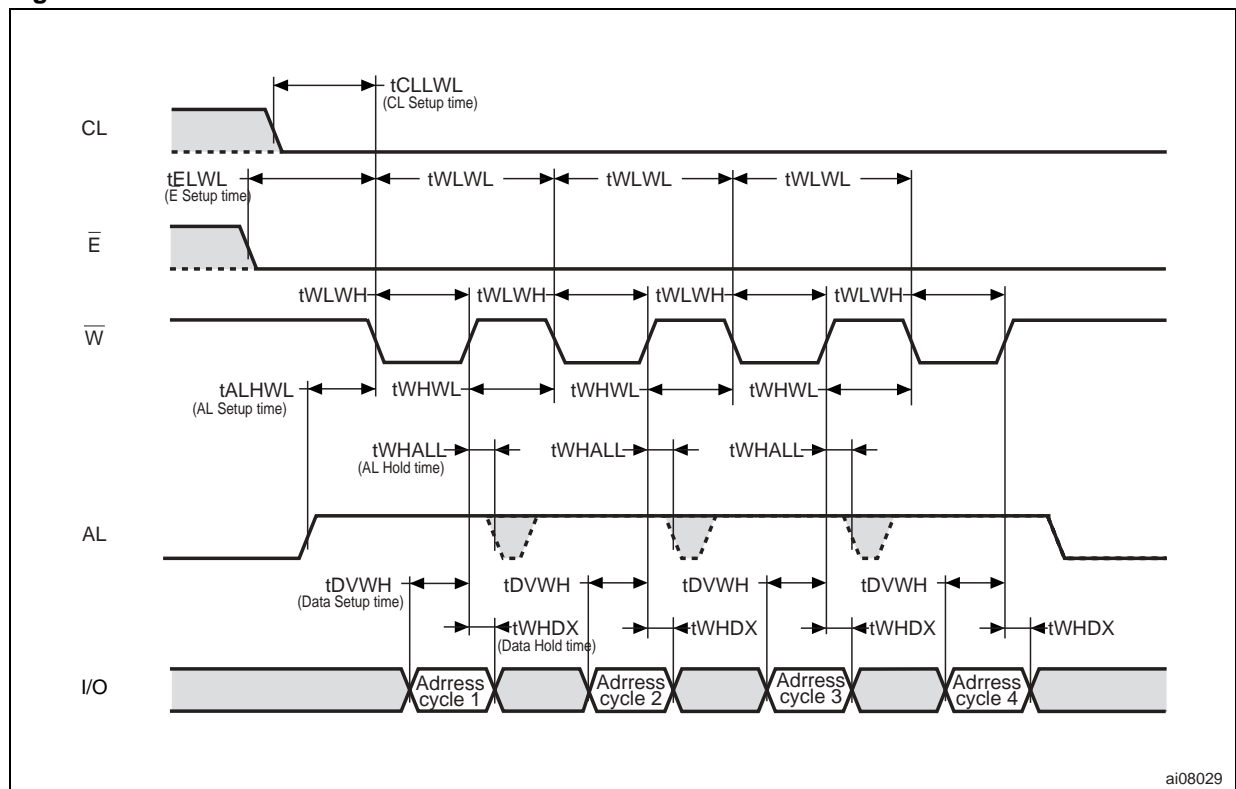 tCLLWL
(CL Setup time)
CL
tELWL
(E Setup time)
tWLWL
tWLWL
tWLWL
E
tWLWH
tWLWH
tWLWH
tWLWH
W
tALHWL
(AL Setup time)
tWHWL
tWHWL
tWHWL
tWHALL
(AL Hold time)
tWHALL
tWHALL
AL
tDVWH
(Data Setup time)
tDVWH
tDVWH
tDVWH
tWHDX
(Data Hold time)
tWHDX
tWHDX
tWHDX
I/O
Adrress
cycle 1
Adrress
cycle 2
Adrress
cycle 3
Adrress
cycle 4
ai08029